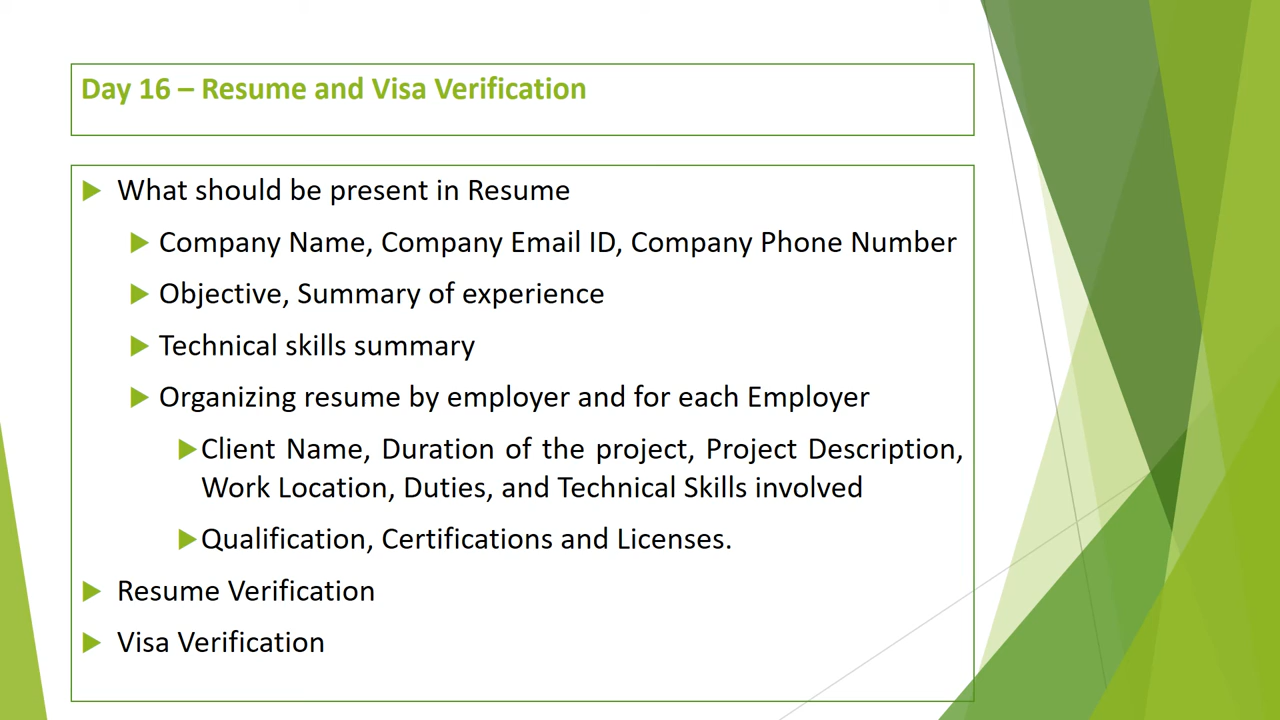 Day 16 – Resume and Visa Verification
What should be present in Resume
Company Name, Company Email ID, Company Phone Number
Objective, Summary of experience
Technical skills summary
Organizing resume by employer and for each Employer
Client Name, Duration of the project, Project Description,
Work Location, Duties, and Technical Skills involved
Qualification, Certifications and Licenses.
Resume Verification
Visa Verification